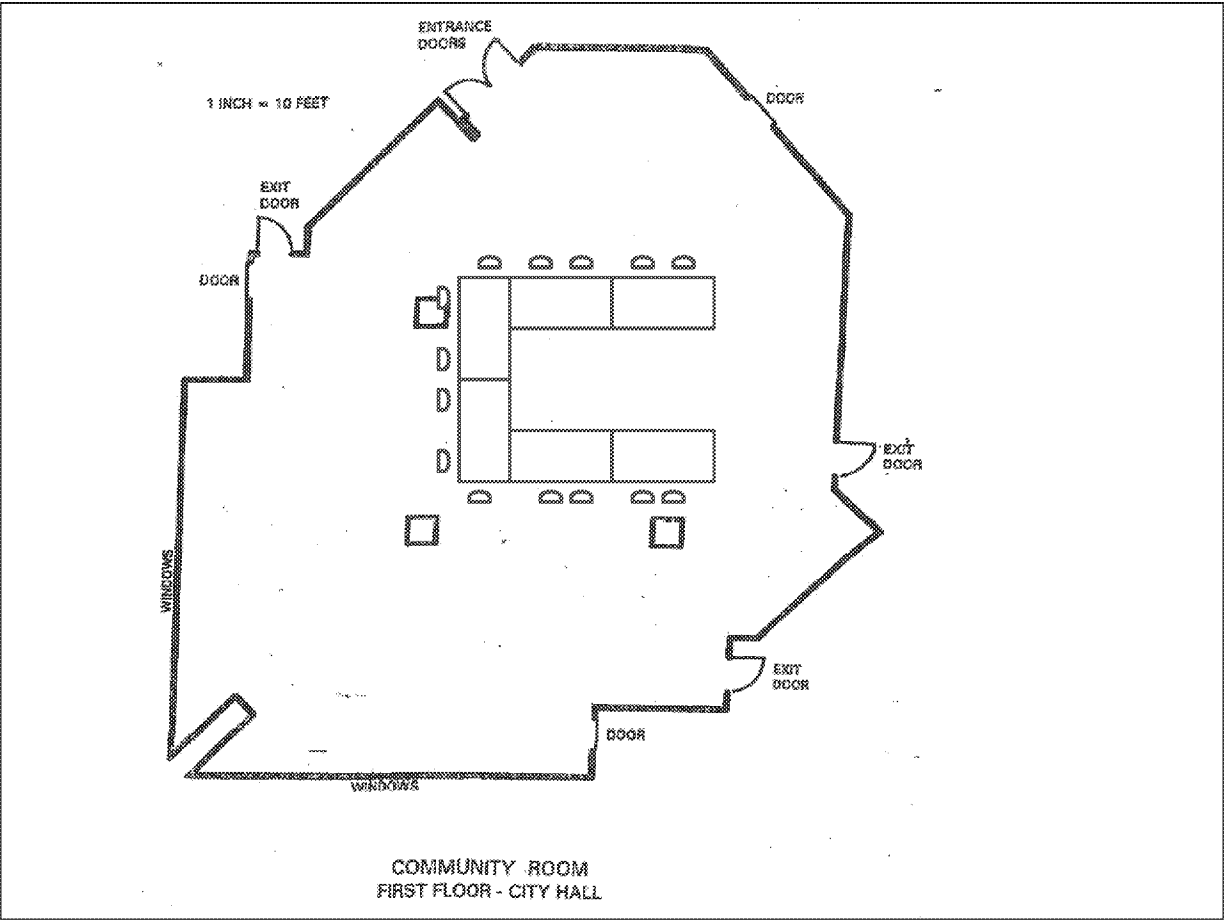 ENTRANCE
DOORS
1 INCH = 10 FEET
DOOR
EXIT
DOOR
DOOR
EXIT
DOOR
WINDOWS
EXIT
DOOR
DOOR
WINDOWS
COMMUNITY ROOM
FIRST FLOOR - CITY HALL